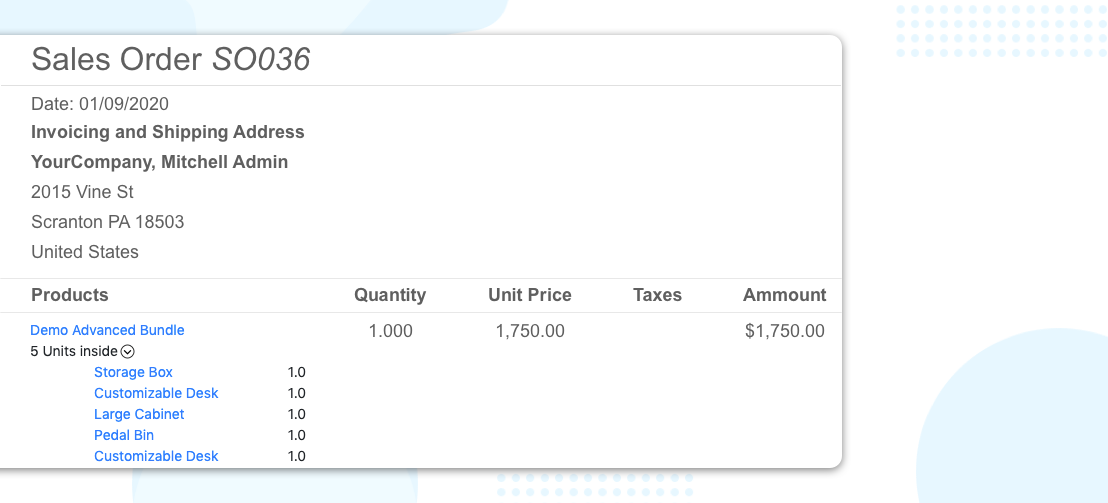 Sales Order SO036
Date: 01/09/2020
Invoicing and Shipping Address
YourCompany, Mitchell Admin
2015 Vine St
Scranton PA 18503
United States
Products Quantity Unit Price Taxes Ammount
Demo Advanced Bundle 1.000 1,750.00 $1,750.00
5 Units inside
Storage Box 1.0
Customizable Desk 1.0
Large Cabinet 1.0
Pedal Bin 1.0
Customizable Desk 1.0